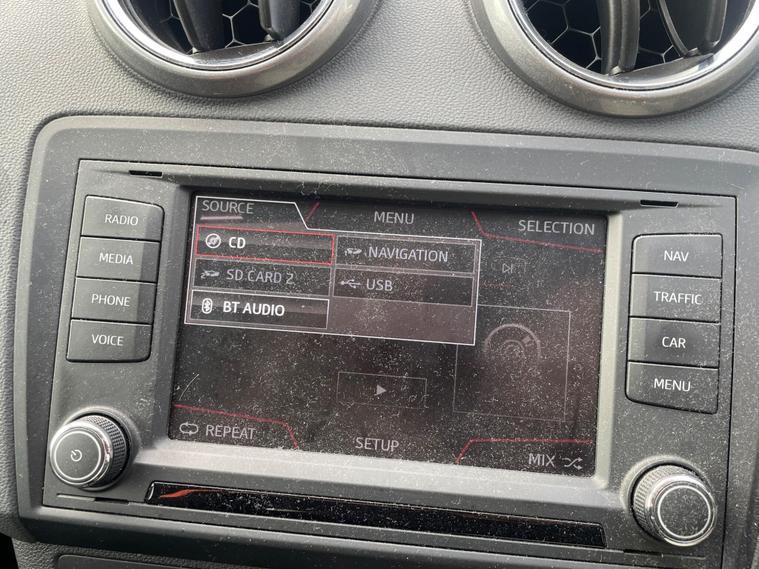 RADIO
MEDIA
PHONE
VOICE
SOURCE
MENU
SELECTION
CD
NAVIGATION
SD CARD 2
USB
BT AUDIO
REPEAT
SETUP
MIX
NAV
TRAFFIC
CAR
MENU